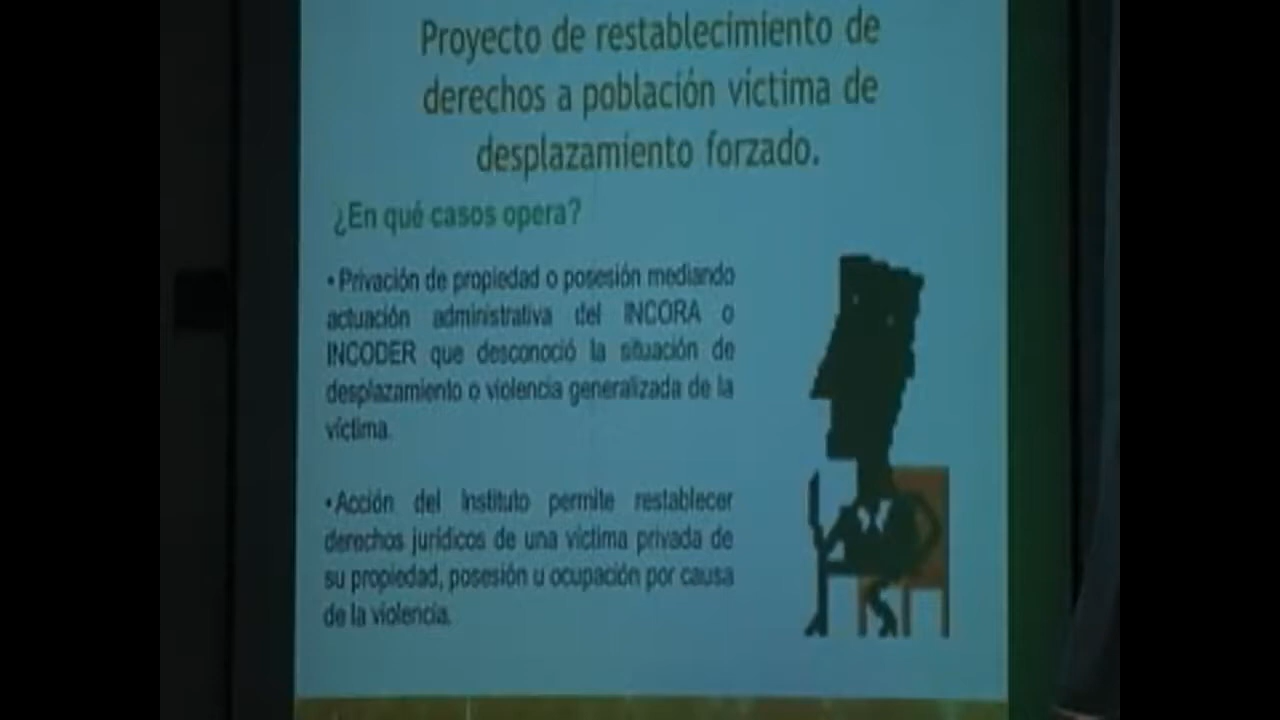 Proyecto de restablecimiento de
derechos a población víctima de
desplazamiento forzado.
¿En qué casos opera?
• Privación de propiedad o posesión mediando
actuación administrativa del INCORA o
INCODER que desconoció la situación de
desplazamiento o violencia generalizada de la
víctima.
• Acción del Instituto permite restablecer
derechos jurídicos de una víctima privada de
su propiedad, posesión u ocupación por causa
de la violencia.